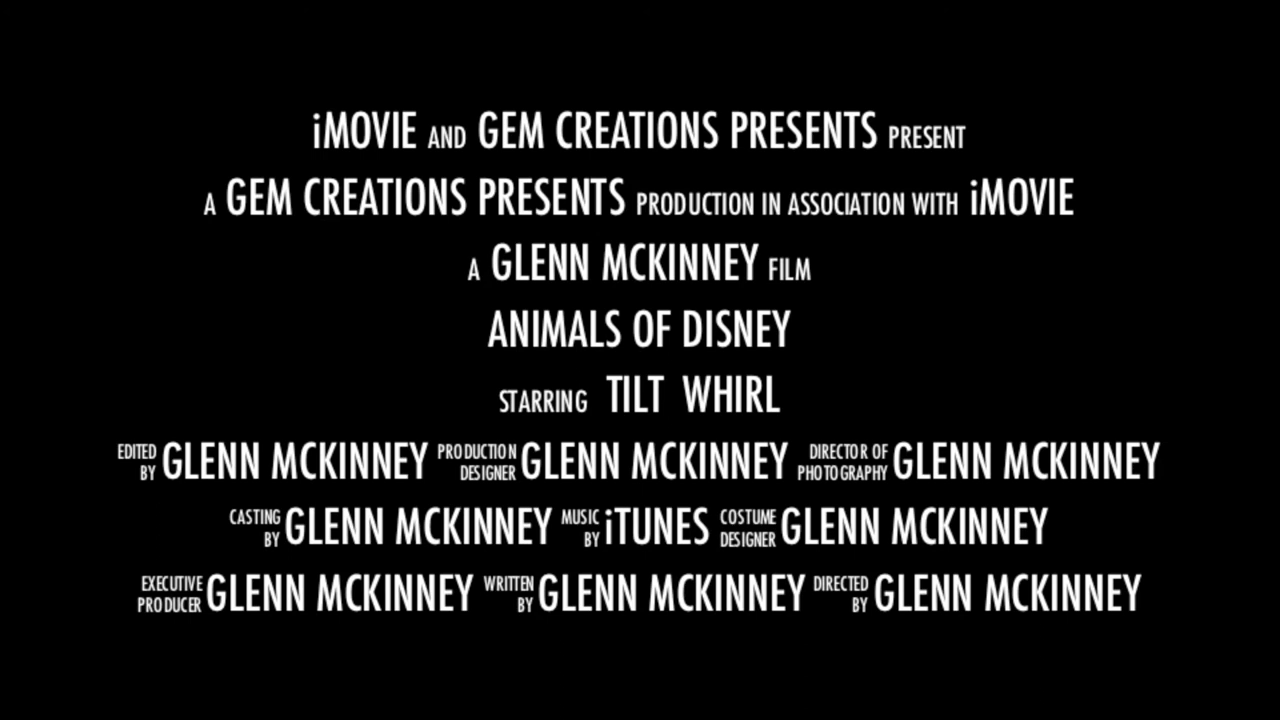 iMOVIE AND GEM CREATIONS PRESENTS PRESENT
A GEM CREATIONS PRESENTS PRODUCTION IN ASSOCIATION WITH iMOVIE
A GLENN MCKINNEY FILM
ANIMALS OF DISNEY
STARRING TILT WHIRL
EDITED BY GLENN MCKINNEY PRODUCTION DESIGNER GLENN MCKINNEY DIRECTOR OF PHOTOGRAPHY GLENN MCKINNEY
CASTING BY GLENN MCKINNEY MUSIC BY iTUNES COSTUME DESIGNER GLENN MCKINNEY
EXECUTIVE PRODUCER GLENN MCKINNEY WRITTEN BY GLENN MCKINNEY DIRECTED BY GLENN MCKINNEY